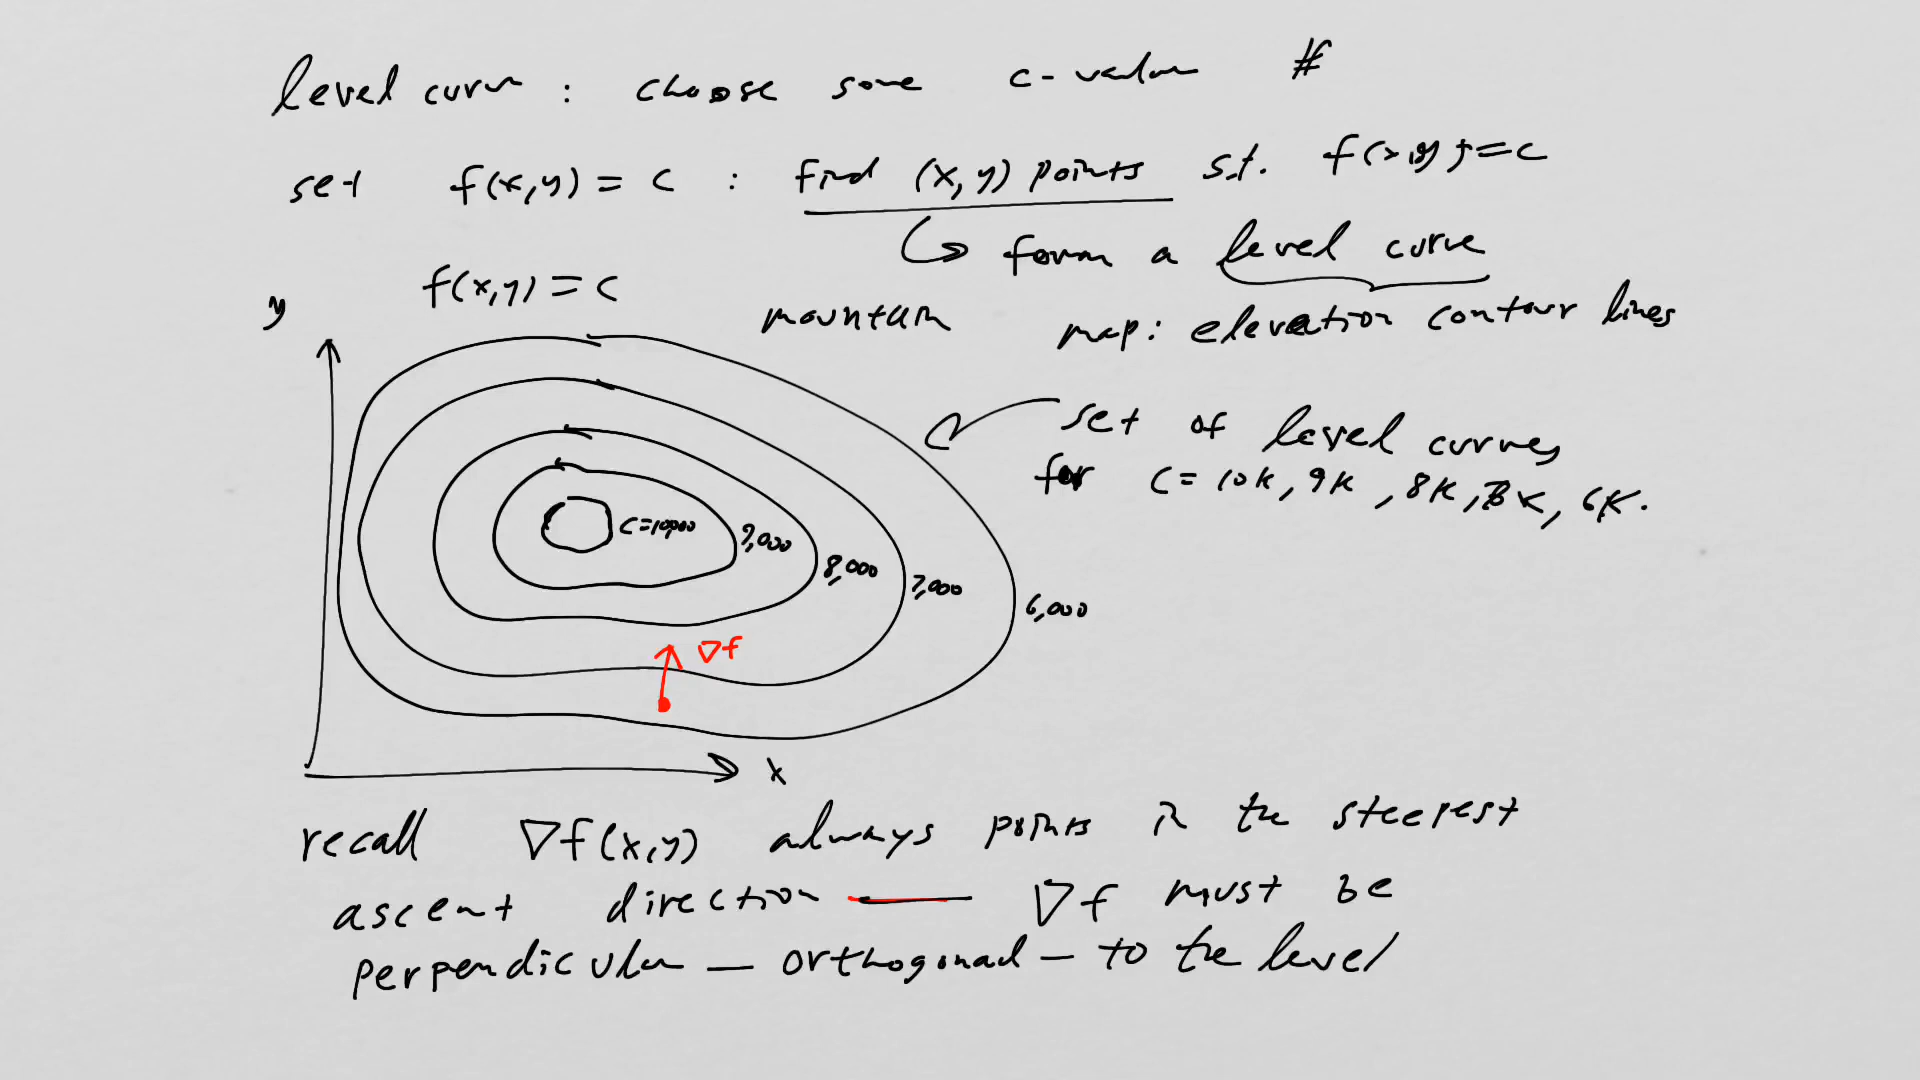 level curve : choose some c-value #
set f(x,y) = c : find (x,y) points s.t. f(x,y) = c
form a level curve
f(x,y) = c
y
mountain map: elevation contour lines
set of level curves
for c = 10k, 9k, 8k, 7k, 6k.
c=10,000 9,000 8,000 7,000 6,000
∇f
x
recall ∇f(x,y) always points in the steepest
ascent direction — ∇f must be
perpendicular — orthogonal — to the level